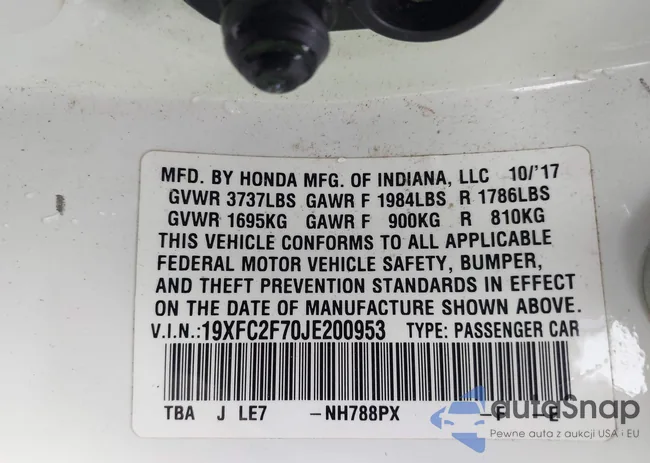 MFD. BY HONDA MFG. OF INDIANA, LLC 10/'17
GVWR 3737LBS GAWR F 1984LBS R 1786LBS
GVWR 1695KG GAWR F 900KG R 810KG
THIS VEHICLE CONFORMS TO ALL APPLICABLE
FEDERAL MOTOR VEHICLE SAFETY, BUMPER,
AND THEFT PREVENTION STANDARDS IN EFFECT
ON THE DATE OF MANUFACTURE SHOWN ABOVE.
V.I.N.:19XFC2F70JE200953 TYPE: PASSENGER CAR
TBA J LE7 -NH788PX -F -E
autoSnap
Pewne auta z aukcji USA i EU